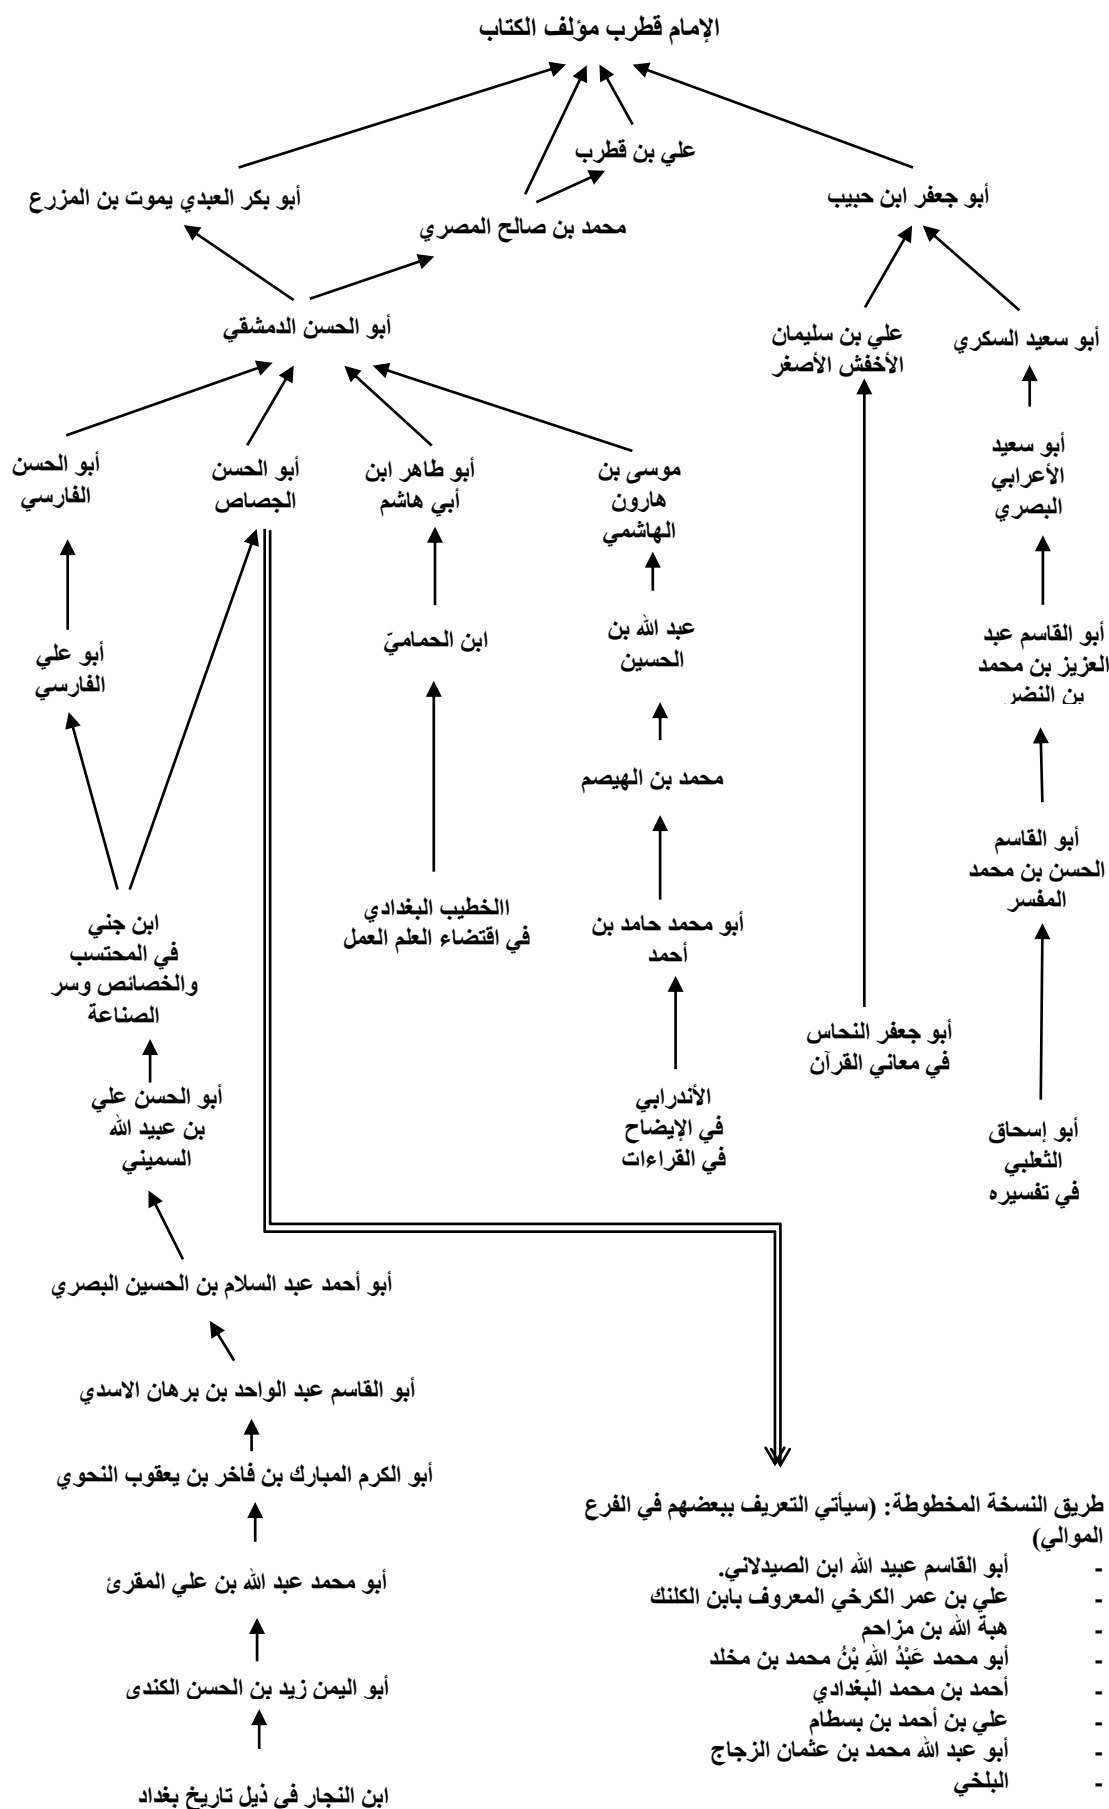 الإمام قطرب مؤلف الكتاب
علي بن قطرب
أبو جعفر ابن حبيب
أبو بكر العبدي يموت بن المزرع
محمد بن صالح المصري
أبو الحسن الدمشقي
علي بن سليمان
الأخفش الأصغر
أبو سعيد السكري
أبو سعيد
الأعرابي
البصري
موسى بن
هارون
الهاشمي
أبو طاهر ابن
أبي هاشم
أبو الحسن
الجصاص
أبو الحسن
الفارسي
أبو القاسم عبد
العزيز بن محمد
بن النضر
عبد الله بن
الحسين
ابن الحماميّ
أبو علي
الفارسي
محمد بن الهيصم
أبو القاسم
الحسن بن محمد
المفسر
أبو محمد حامد بن
أحمد
االخطيب البغدادي
في اقتضاء العلم العمل
ابن جني
في المحتسب
والخصائص وسر
الصناعة
أبو جعفر النحاس
في معاني القرآن
الأندرابي
في الإيضاح
في القراءات
أبو إسحاق
الثعلبي
في تفسيره
أبو الحسن علي
بن عبيد الله
السميني
أبو أحمد عبد السلام بن الحسين البصري
أبو القاسم عبد الواحد بن برهان الاسدي
أبو الكرم المبارك بن فاخر بن يعقوب النحوي
أبو محمد عبد الله بن علي المقرئ
أبو اليمن زيد بن الحسن الكندي
ابن النجار في ذيل تاريخ بغداد
طريق النسخة المخطوطة: (سيأتي التعريف ببعضهم في الفرع
الموالي)
- أبو القاسم عبيد الله ابن الصيدلاني.
- علي بن عمر الكرخي المعروف بابن الكلنك
- هبة الله بن مزاحم
- أبو محمد عَبْدُ اللهِ بْنُ محمد بن مخلد
- أحمد بن محمد البغدادي
- علي بن أحمد بن بسطام
- أبو عبد الله محمد بن عثمان الزجاج
- البلخي